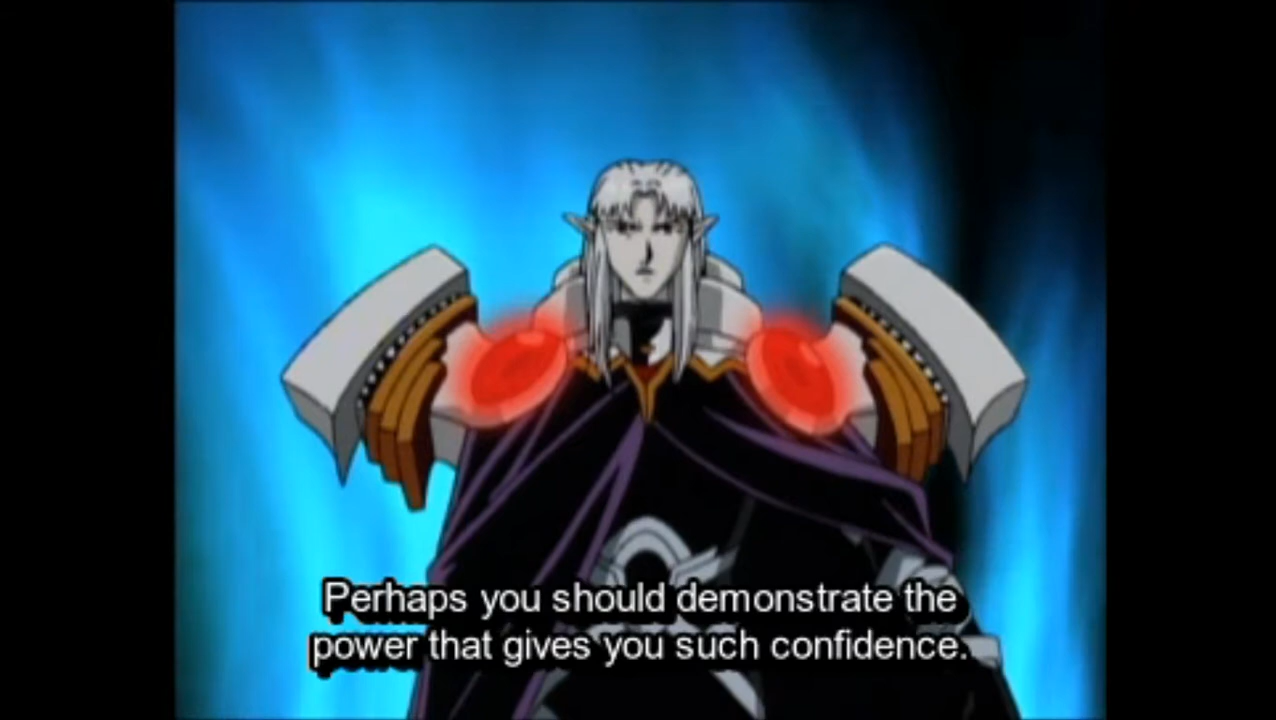 Perhaps you should demonstrate the
power that gives you such confidence.